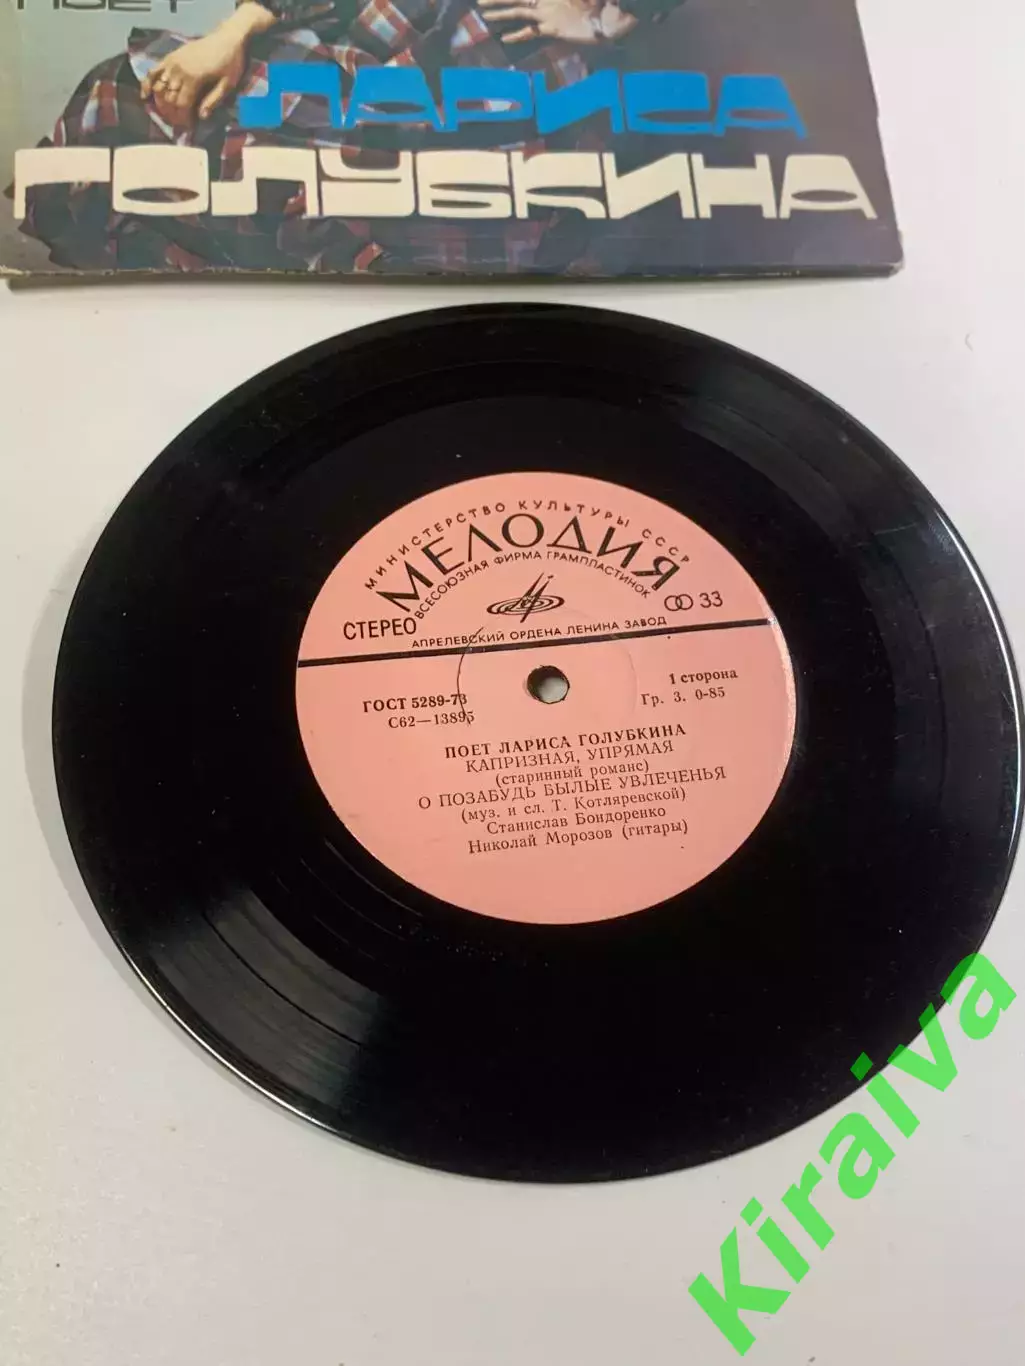 ПОЕТ
ЛАРИСА
ГОЛУБКИНА
МИНИСТЕРСТВО КУЛЬТУРЫ СССР
МЕЛОДИЯ
ВСЕСОЮЗНАЯ ФИРМА ГРАМПЛАСТИНОК
СТЕРЕО
33
АПРЕЛЕВСКИЙ ОРДЕНА ЛЕНИНА ЗАВОД
ГОСТ 5289-73
1 сторона
С62—13895
Гр. 3. 0-85
ПОЕТ ЛАРИСА ГОЛУБКИНА
КАПРИЗНАЯ, УПРЯМАЯ
(старинный романс)
О ПОЗАБУДЬ БЫЛЫЕ УВЛЕЧЕНЬЯ
(муз. и сл. Т. Котляревской)
Станислав Бондоренко
Николай Морозов (гитары)
Kiraiva